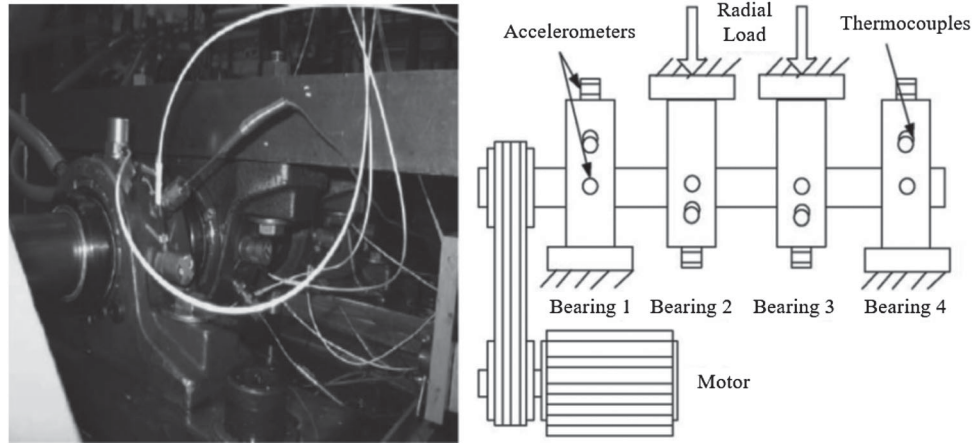 Accelerometers
Radial
Load
Thermocouples
Bearing 1
Bearing 2
Bearing 3
Bearing 4
Motor